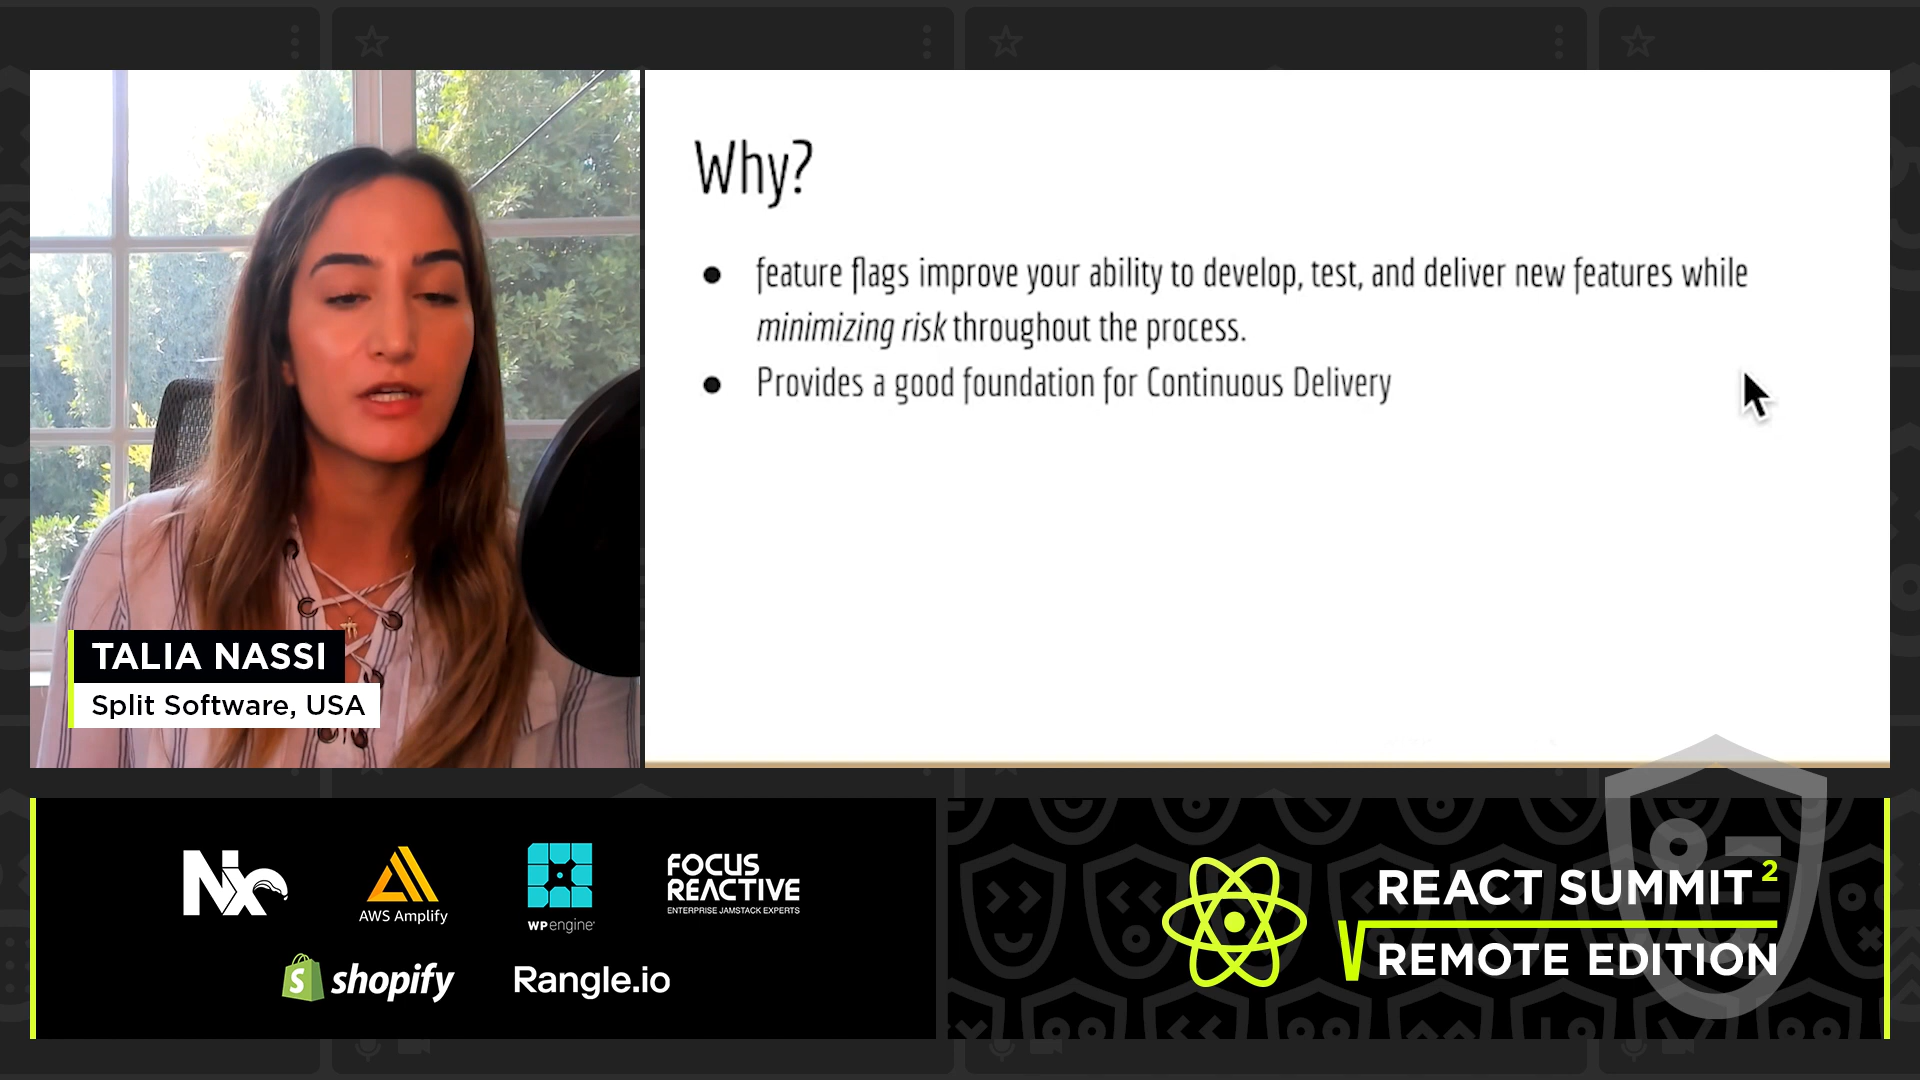 Why?
● feature flags improve your ability to develop, test, and deliver new features while
minimizing risk throughout the process.
● Provides a good foundation for Continuous Delivery
TALIA NASSI
Split Software, USA
Nx
AWS Amplify
WP engine
FOCUS
REACTIVE
ENTERPRISE JAMSTACK EXPERTS
shopify
Rangle.io
REACT SUMMIT 2
REMOTE EDITION